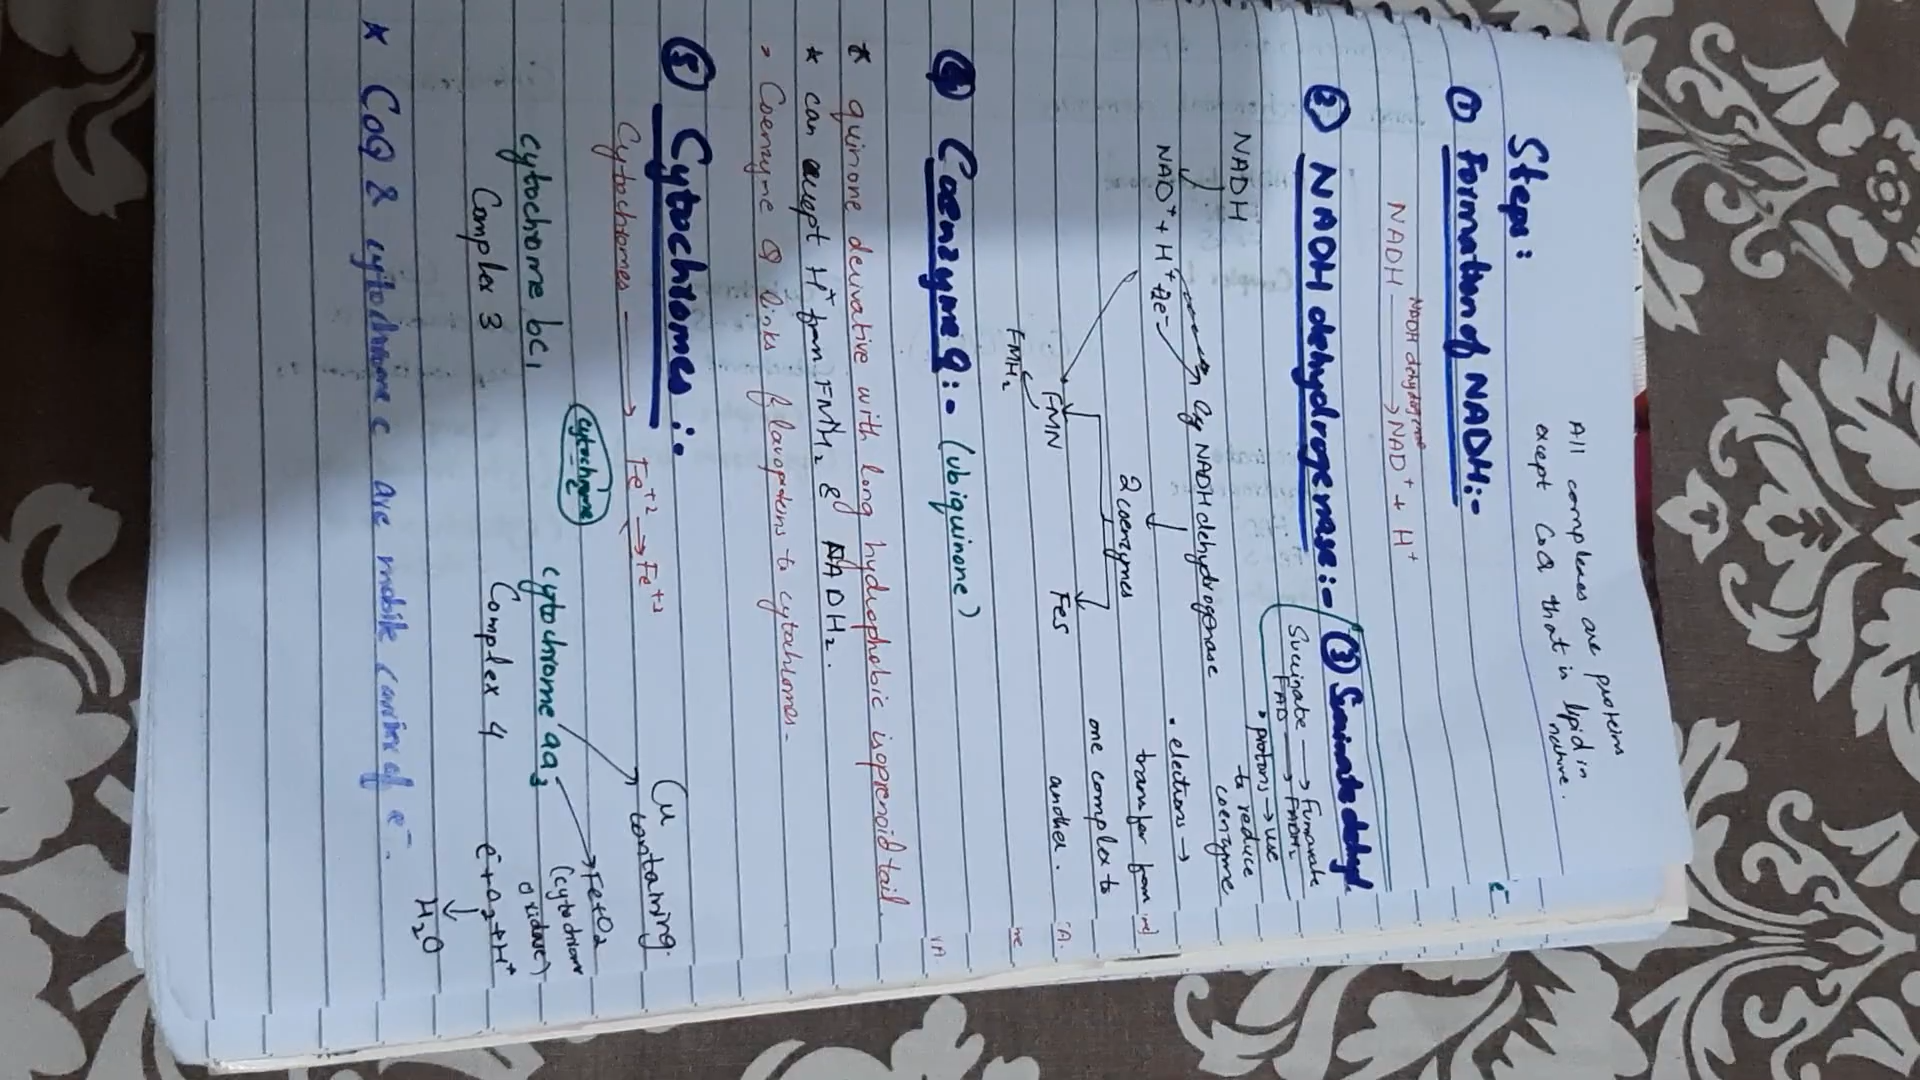 All complexes are proteins
exept CoQ that is lipid in
nature.
Steps:
e-
① Formation of NADH:-
NADH dehydrogenase
NADH → NAD+ + H+
② NADH dehydrogenase:-
③ Succinate dehyd
Succinate → Fumarate
FAD → FADH2
• protons → use
to reduce
coenzyme
NADH
↓
NAD+ + H+ + 2e-
by NADH dehydrogenase
↓
2 coenzymes
FMN
FeS
FMH2
• electrons →
transfer from
one complex to
another.
④ Coenzyme Q:- (ubiquinone)
* quinone derivative with long hydrophobic isoprenoid tail.
* can accept H+ from FMH2 & FADH2.
Coenzyme Q links flavoproteins to cytochromes.
⑤ Cytochromes:-
Cytochromes → Fe+2 → Fe+3
Cu
containing.
cytochrome
c
cytochrome bc1
cytochrome aa3
Fe+O2
(cytochrome
oxidase)
Complex 3
Complex 4
e- + O2 + H+
↓
H2O
* CoQ & cytochrome c are mobile carrier of e-.